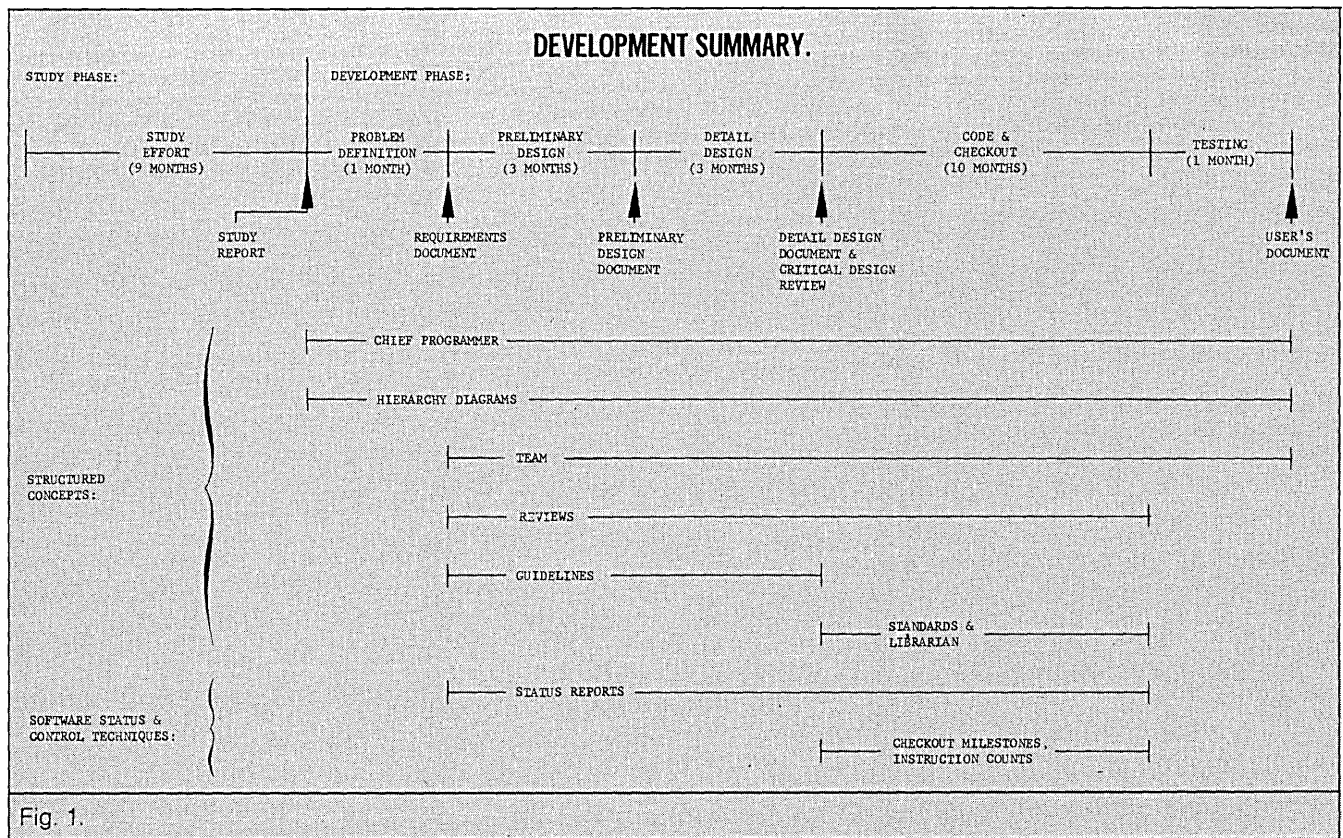 DEVELOPMENT SUMMARY.
STUDY PHASE:
DEVELOPMENT PHASE:
STUDY
EFFORT
(9 MONTHS)
PROBLEM
DEFINITION
(1 MONTH)
PRELIMINARY
DESIGN
(3 MONTHS)
DETAIL
DESIGN
(3 MONTHS)
CODE &
CHECKOUT
(10 MONTHS)
TESTING
(1 MONTH)
STUDY
REPORT
REQUIREMENTS
DOCUMENT
PRELIMINARY
DESIGN
DOCUMENT
DETAIL DESIGN
DOCUMENT &
CRITICAL DESIGN
REVIEW
USER'S
DOCUMENT
STRUCTURED
CONCEPTS:
CHIEF PROGRAMMER
HIERARCHY DIAGRAMS
TEAM
REVIEWS
GUIDELINES
STANDARDS &
LIBRARIAN
SOFTWARE STATUS &
CONTROL TECHNIQUES:
STATUS REPORTS
CHECKOUT MILESTONES,
INSTRUCTION COUNTS
Fig. 1.